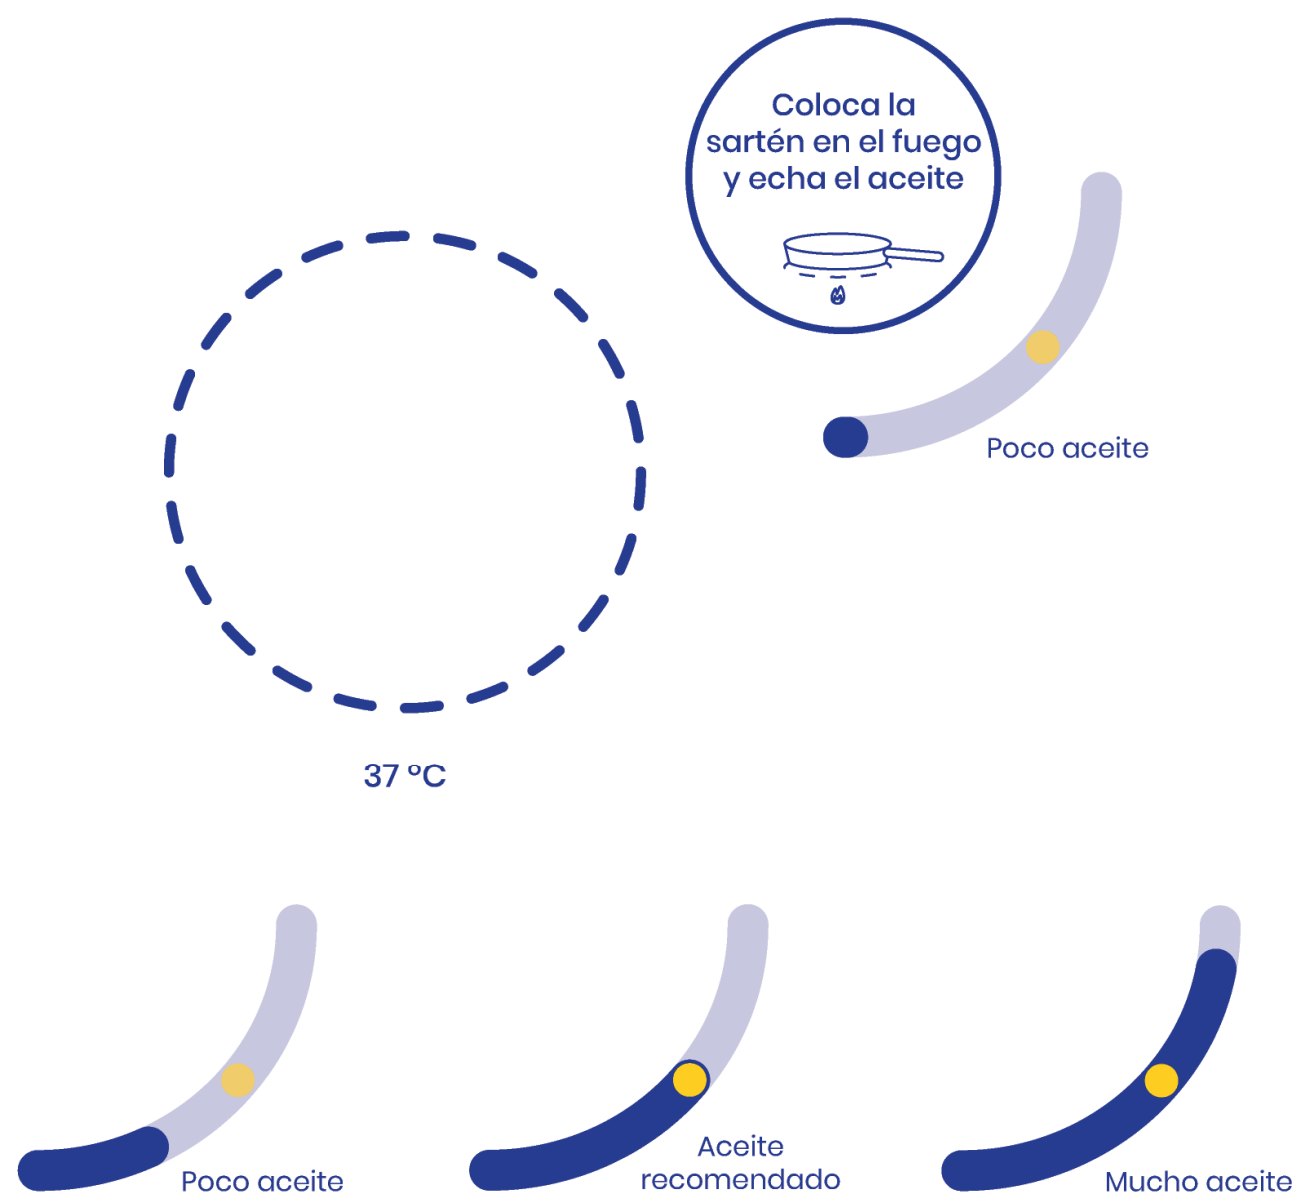 Coloca la
sartén en el fuego
y echa el aceite
Poco aceite
37 ºC
Poco aceite
Aceite
recomendado
Mucho aceite